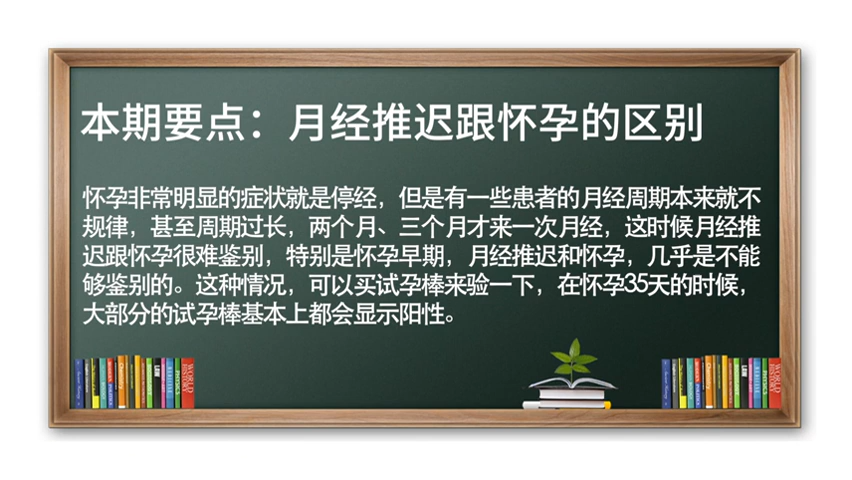 本期要点：月经推迟跟怀孕的区别
怀孕非常明显的症状就是停经，但是有一些患者的月经周期本来就不
规律，甚至周期过长，两个月、三个月才来一次月经，这时候月经推
迟跟怀孕很难鉴别，特别是怀孕早期，月经推迟和怀孕，几乎是不能
够鉴别的。这种情况，可以买试孕棒来验一下，在怀孕35天的时候，
大部分的试孕棒基本上都会显示阳性。
WORLD HISTORY
WORLD HISTORY